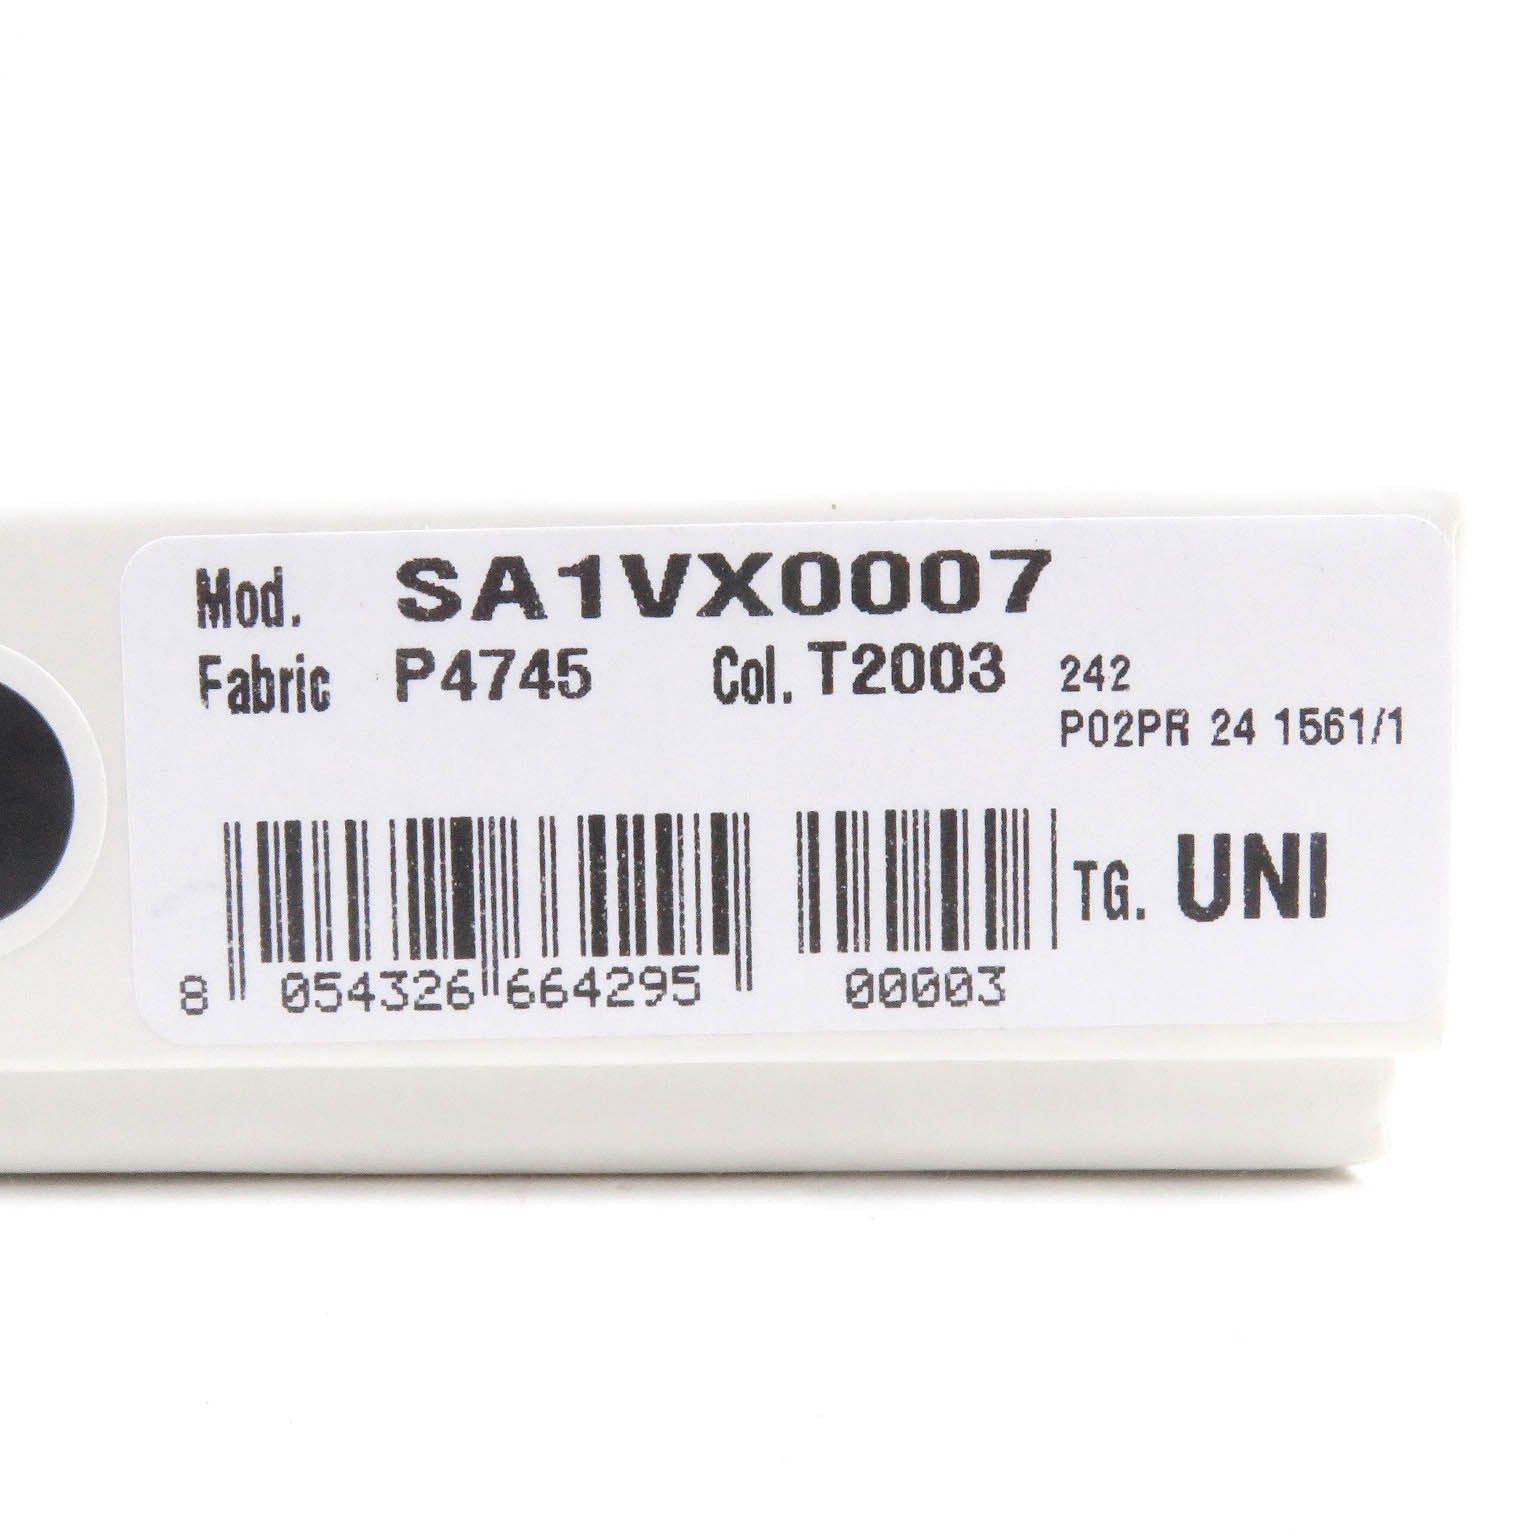 Mod. SA1VX0007
Fabric P4745 Col. T2003 242
P02PR 24 1561/1
TG. UNI
8 054326 664295 00003